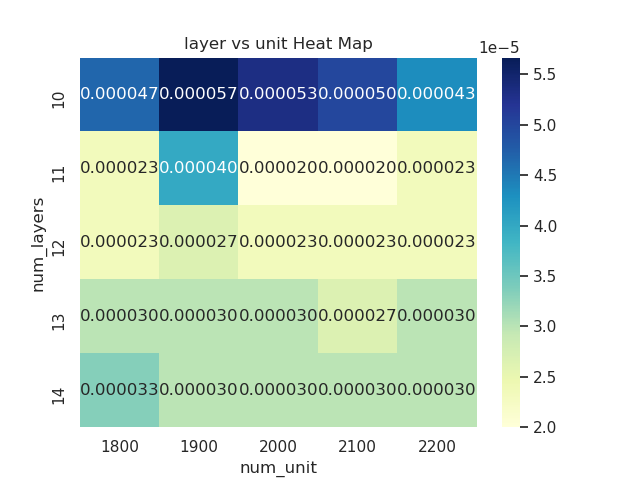 layer vs unit Heat Map
1e−5
10 0.000047 0.000057 0.000053 0.000050 0.000043
11 0.000023 0.000040 0.000020 0.000020 0.000023
12 0.000023 0.000027 0.000023 0.000023 0.000023
13 0.000030 0.000030 0.000030 0.000027 0.000030
14 0.000033 0.000030 0.000030 0.000030 0.000030
num_layers
1800 1900 2000 2100 2200
num_unit
5.5
5.0
4.5
4.0
3.5
3.0
2.5
2.0